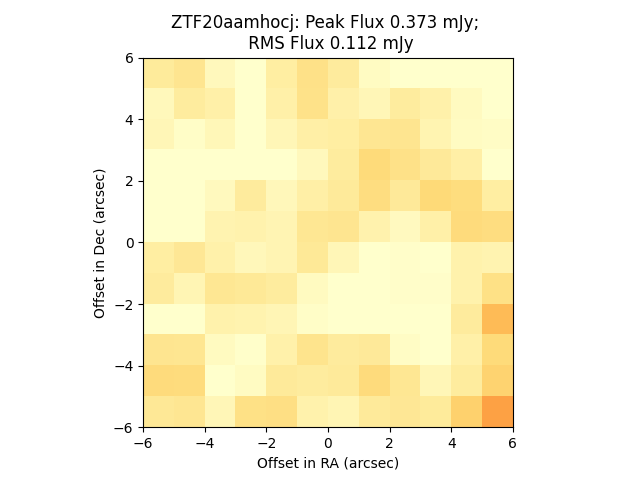 ZTF20aamhocj: Peak Flux 0.373 mJy;
RMS Flux 0.112 mJy
6
4
2
0
−2
−4
−6
Offset in Dec (arcsec)
−6 −4 −2 0 2 4 6
Offset in RA (arcsec)